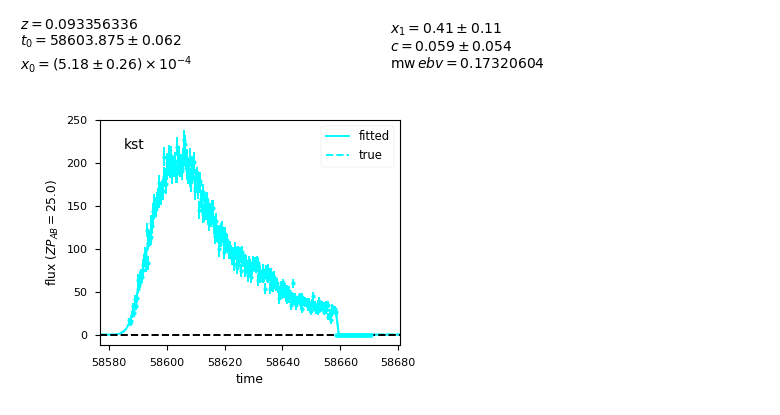 z = 0.093356336
t₀ = 58603.875 ± 0.062
x₀ = (5.18 ± 0.26) × 10⁻⁴
x₁ = 0.41 ± 0.11
c = 0.059 ± 0.054
mw ebv = 0.17320604
kst
fitted
true
flux (ZP_AB = 25.0)
250
200
150
100
50
0
58580 58600 58620 58640 58660 58680
time